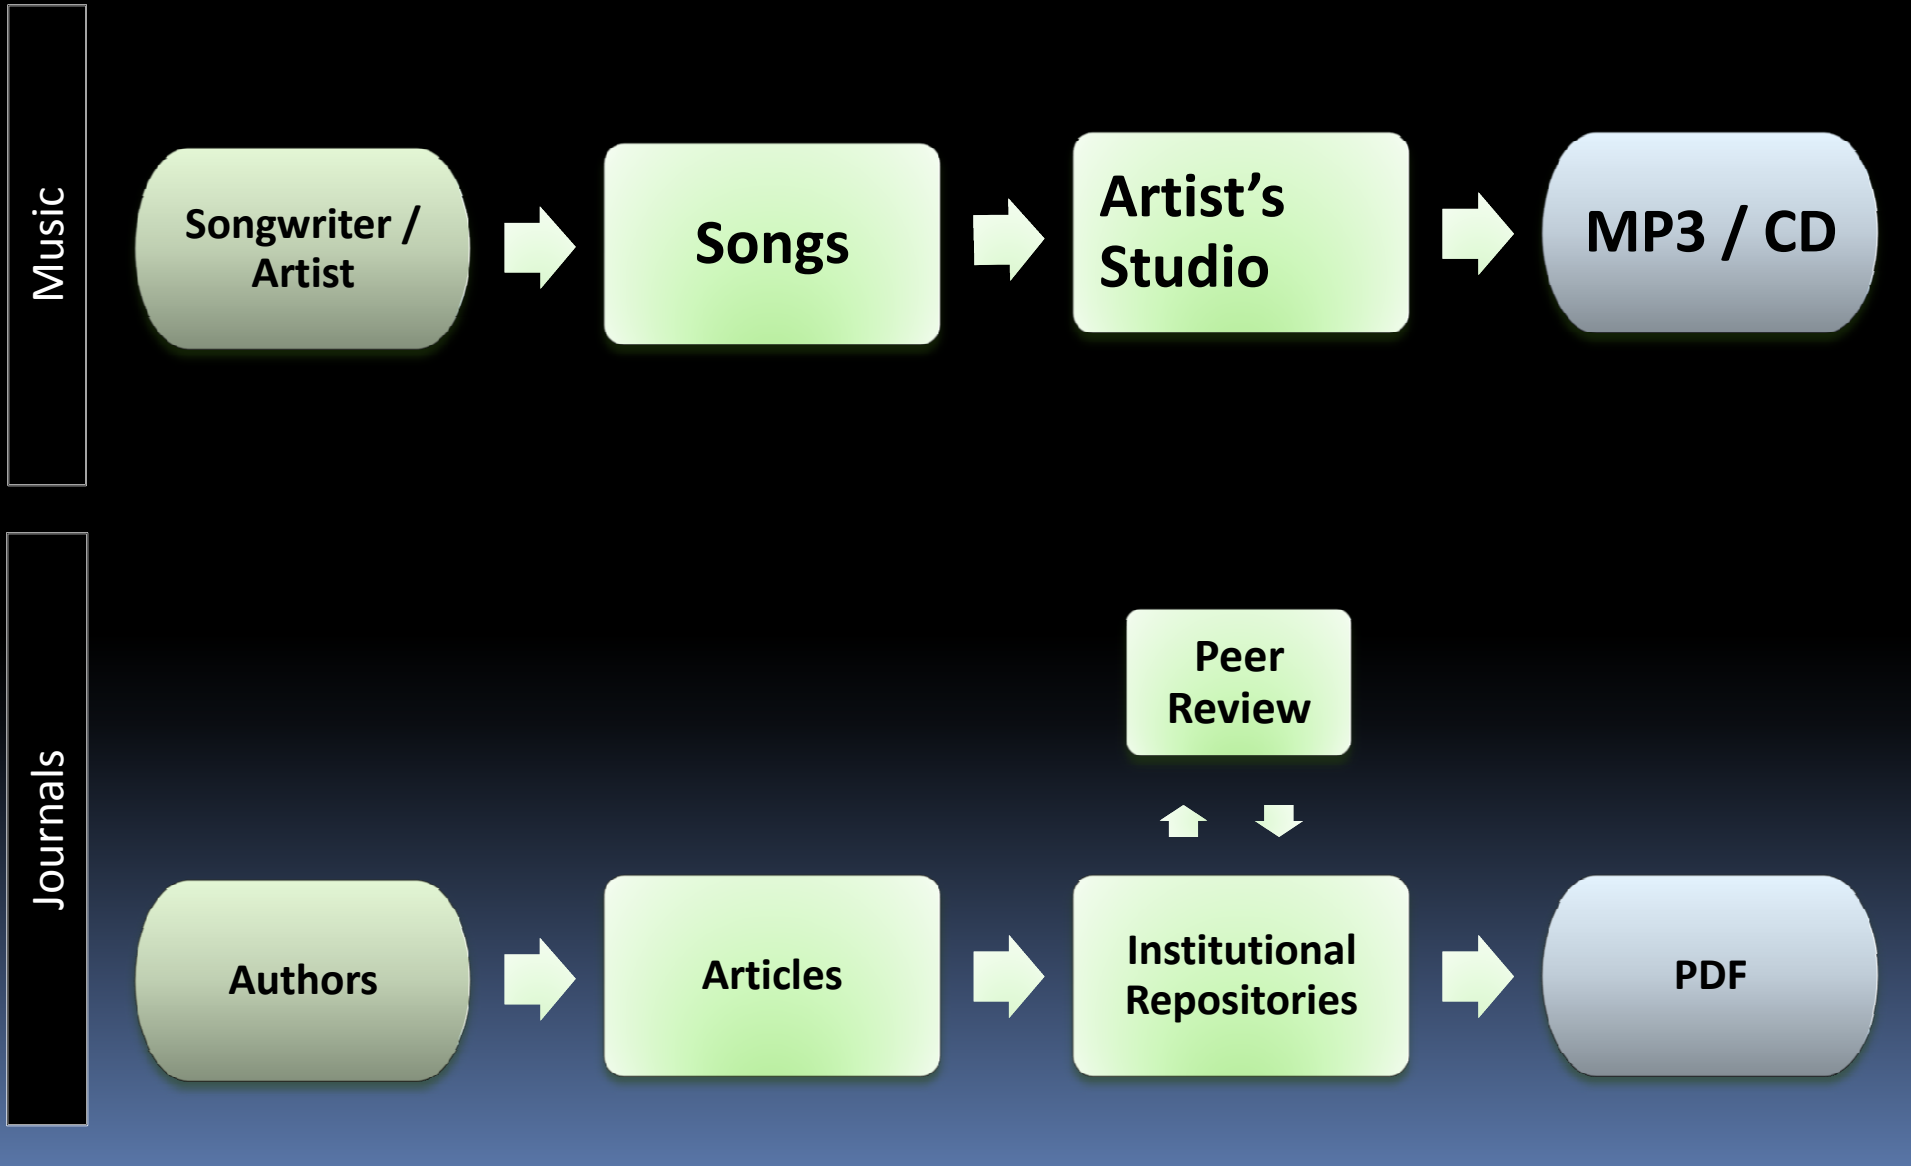 Music
Songwriter /
Artist
Songs
Artist’s
Studio
MP3 / CD
Journals
Peer
Review
Authors
Articles
Institutional
Repositories
PDF